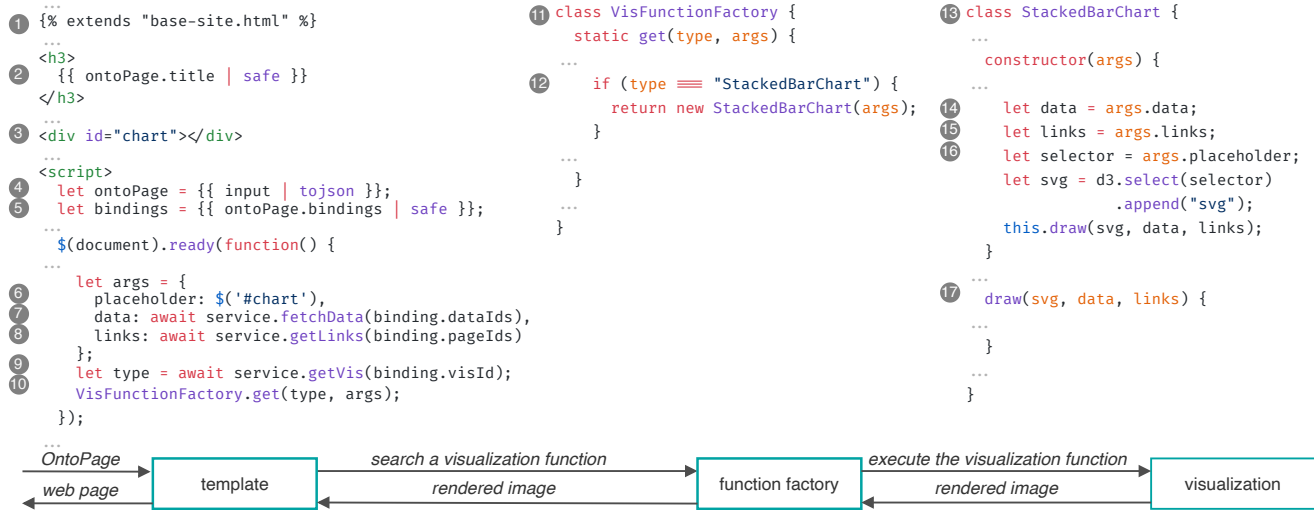 ...
1 {% extends "base-site.html" %}
...
<h3>
2 {{ ontoPage.title | safe }}
</h3>
...
3 <div id="chart"></div>
...
<script>
4 let ontoPage = {{ input | tojson }};
5 let bindings = {{ ontoPage.bindings | safe }};
...
$(document).ready(function() {
...
let args = {
6 placeholder: $('#chart'),
7 data: await service.fetchData(binding.dataIds),
8 links: await service.getLinks(binding.pageIds)
};
9 let type = await service.getVis(binding.visId);
10 VisFunctionFactory.get(type, args);
});
...
11 class VisFunctionFactory {
static get(type, args) {
...
12 if (type === "StackedBarChart") {
return new StackedBarChart(args);
}
...
}
...
}
13 class StackedBarChart {
...
constructor(args) {
...
14 let data = args.data;
15 let links = args.links;
16 let selector = args.placeholder;
let svg = d3.select(selector)
.append("svg");
this.draw(svg, data, links);
}
...
17 draw(svg, data, links) {
...
}
...
}
OntoPage
web page
template
search a visualization function
rendered image
function factory
execute the visualization function
rendered image
visualization